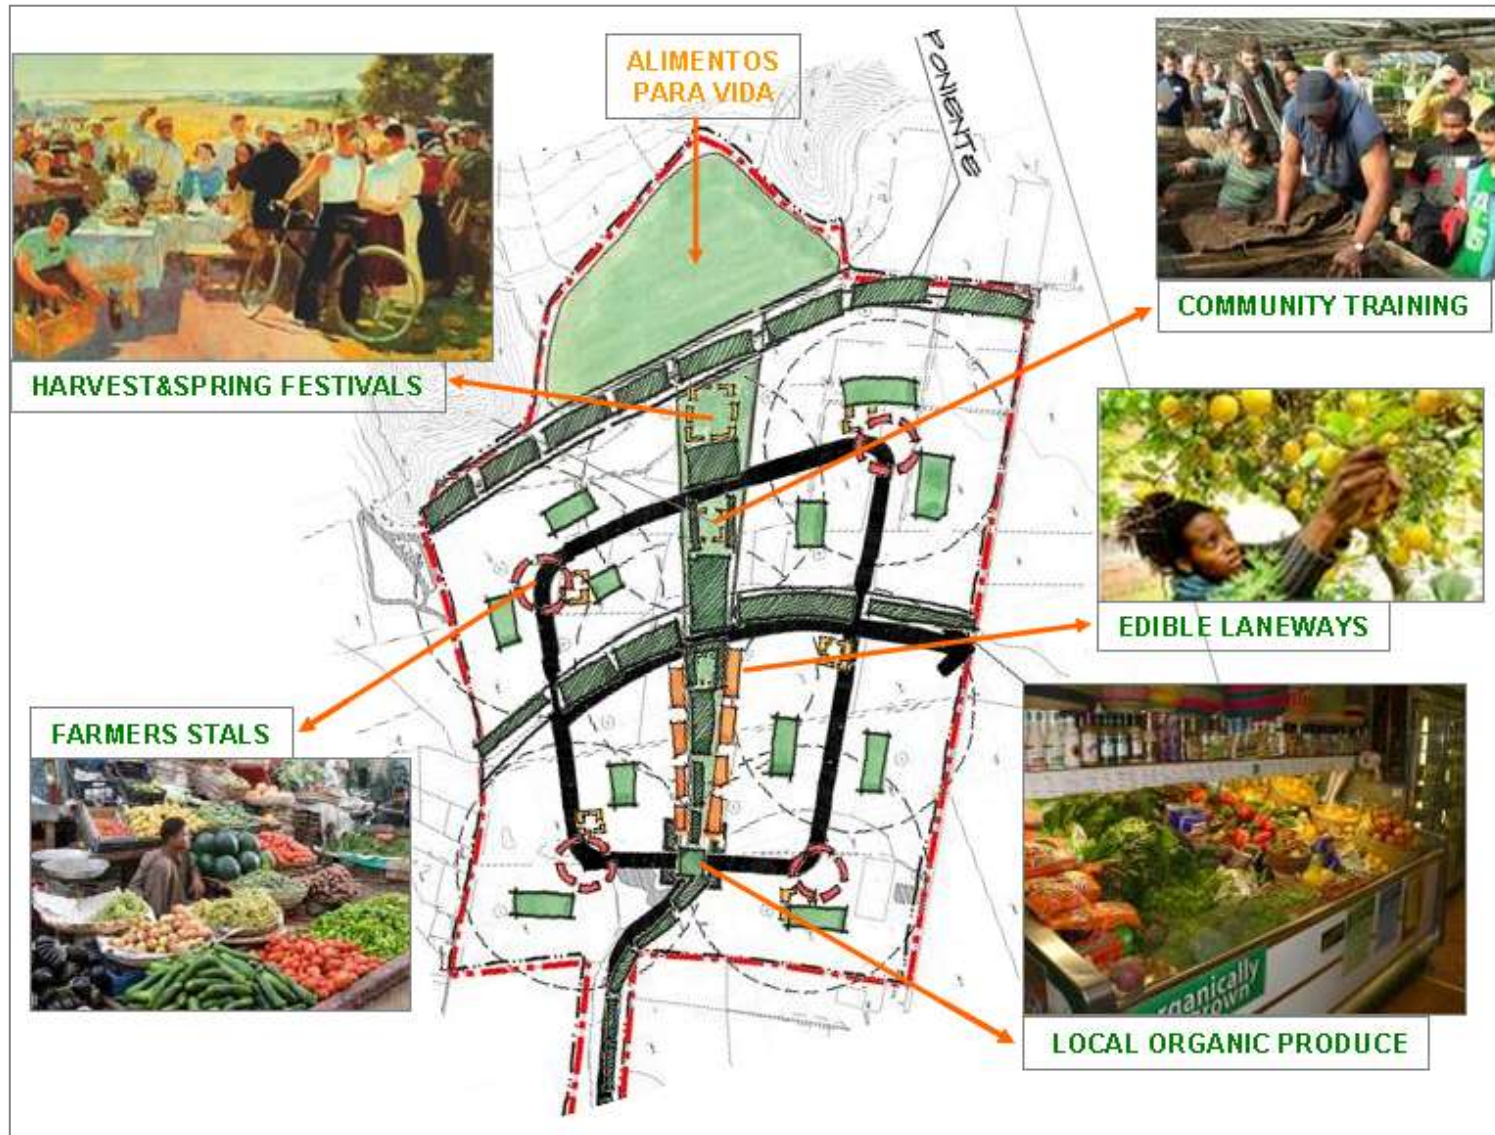 ALIMENTOS
PARA VIDA
PONIENTE
COMMUNITY TRAINING
HARVEST&SPRING FESTIVALS
EDIBLE LANEWAYS
FARMERS STALS
rganically
rown
LOCAL ORGANIC PRODUCE